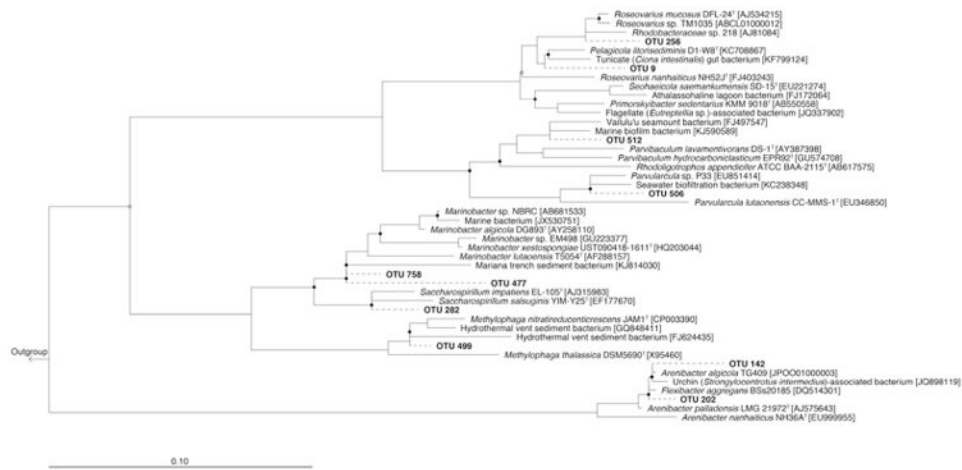 Roseovarius mucosus DFL-24ᵀ [AJ534215]
Roseovarius sp. TM1035 [ABCL01000012]
Rhodobacteraceae sp. 218 [AJ81084]
OTU 256
Pelagicola litorisediminis D1-W8ᵀ [KC708867]
Tunicate (Ciona intestinalis) gut bacterium [KF799124]
OTU 9
Roseovarius nanhaiticus NH52Jᵀ [FJ403243]
Seohaeicola saemankumensis SD-15ᵀ [EU221274]
Athalassohaline lagoon bacterium [FJ172064]
Primorskyibacter sedentarius KMM 9018ᵀ [AB550558]
Flagellate (Eutreptiella sp.)-associated bacterium [JQ337902]
Vailulu'u seamount bacterium [FJ497547]
Marine biofilm bacterium [KJ590589]
OTU 512
Parvibaculum lavamentivorans DS-1ᵀ [AY387398]
Parvibaculum hydrocarboniclasticum EPR92ᵀ [GU574708]
Rhodoligotrophos appendicifer ATCC BAA-2115ᵀ [AB617575]
Parvularcula sp. P33 [EU851414]
Seawater biofiltration bacterium [KC238348]
OTU 506
Parvularcula lutaonensis CC-MMS-1ᵀ [EU346850]
Marinobacter sp. NBRC [AB681533]
Marine bacterium [JX530751]
Marinobacter algicola DG893ᵀ [AY258110]
Marinobacter sp. EM498 [GU223377]
Marinobacter xestospongiae UST090418-1611ᵀ [HQ203044]
Marinobacter lutaoensis T5054ᵀ [AF288157]
Mariana trench sediment bacterium [KJ814030]
OTU 758
OTU 477
Saccharospirillum impatiens EL-105ᵀ [AJ315983]
Saccharospirillum salsuginis YIM-Y25ᵀ [EF177670]
OTU 282
Methylophaga nitratireducenticrescens JAM1ᵀ [CP003390]
Hydrothermal vent sediment bacterium [GQ848411]
Hydrothermal vent sediment bacterium [FJ624435]
OTU 499
Outgroup
Methylophaga thalassica DSM5690ᵀ [X95460]
OTU 142
Arenibacter algicola TG409 [JPOO01000003]
Urchin (Strongylocentrotus intermedius)-associated bacterium [JQ898119]
Flexibacter aggregans BSs20185 [DQ514301]
OTU 202
Arenibacter palladensis LMG 21972ᵀ [AJ575643]
Arenibacter nanhaiticus NH36Aᵀ [EU999955]
0.10